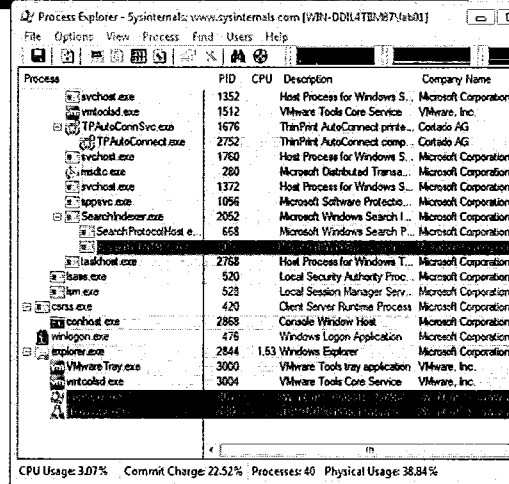 Process Explorer - Sysinternals: www.sysinternals.com [WIN-DDIL4TBM87\lab01]
File Options View Process Find Users Help
Process PID CPU Description Company Name
svchost.exe 1352 Host Process for Windows S... Microsoft Corporation
vmtoolsd.exe 1512 VMware Tools Core Service VMware, Inc.
TPAutoConnSvc.exe 1676 ThinPrint AutoConnect printe... Cortado AG
TPAutoConnect.exe 2752 ThinPrint AutoConnect comp... Cortado AG
svchost.exe 1760 Host Process for Windows S... Microsoft Corporation
msdtc.exe 280 Microsoft Distributed Transa... Microsoft Corporation
svchost.exe 1372 Host Process for Windows S... Microsoft Corporation
sppsvc.exe 1056 Microsoft Software Protectio... Microsoft Corporation
SearchIndexer.exe 2052 Microsoft Windows Search I... Microsoft Corporation
SearchProtocolHost.e... 668 Microsoft Windows Search P... Microsoft Corporation
taskhost.exe 2768 Host Process for Windows T... Microsoft Corporation
lsass.exe 520 Local Security Authority Proc... Microsoft Corporation
lsm.exe 528 Local Session Manager Serv... Microsoft Corporation
csrss.exe 420 Client Server Runtime Process Microsoft Corporation
conhost.exe 2868 Console Window Host Microsoft Corporation
winlogon.exe 476 Windows Logon Application Microsoft Corporation
explorer.exe 2844 1.53 Windows Explorer Microsoft Corporation
VMwareTray.exe 3000 VMware Tools tray application VMware, Inc.
vmtoolsd.exe 3004 VMware Tools Core Service VMware, Inc.
CPU Usage: 3.07% Commit Charge: 22.52% Processes: 40 Physical Usage: 38.84%